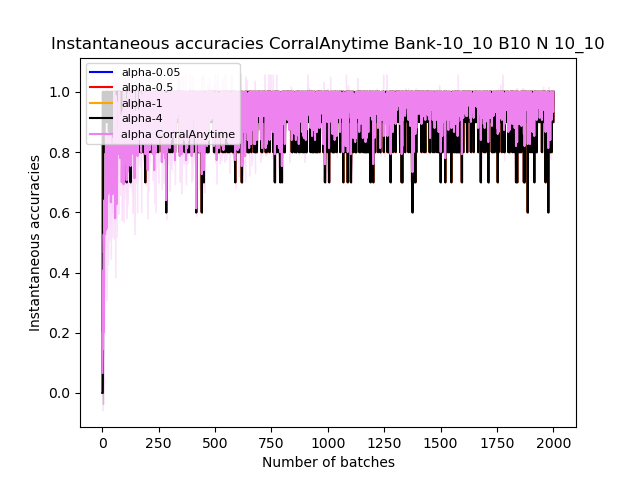 Instantaneous accuracies CorralAnytime Bank-10_10 B10 N 10_10
alpha-0.05
alpha-0.5
alpha-1
alpha-4
alpha CorralAnytime
1.0
0.8
0.6
0.4
0.2
0.0
Instantaneous accuracies
0 250 500 750 1000 1250 1500 1750 2000
Number of batches